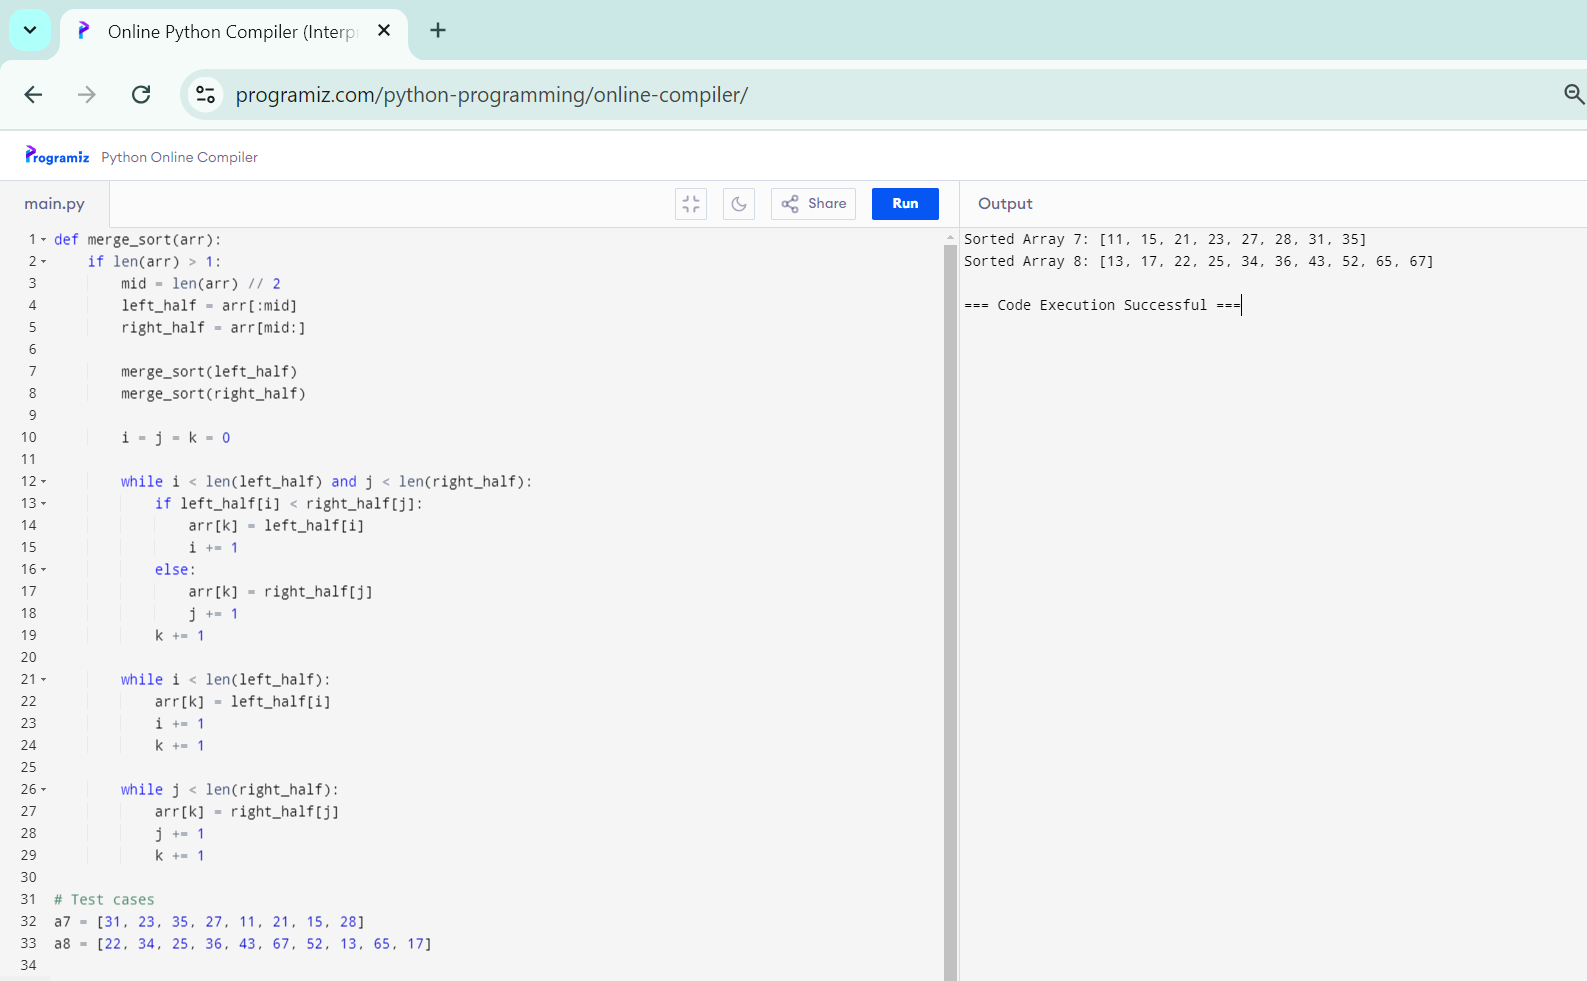 Online Python Compiler (Interp
programiz.com/python-programming/online-compiler/
Programiz Python Online Compiler
main.py
Share
Run
Output
1 def merge_sort(arr):
2     if len(arr) > 1:
3         mid = len(arr) // 2
4         left_half = arr[:mid]
5         right_half = arr[mid:]
6
7         merge_sort(left_half)
8         merge_sort(right_half)
9
10         i = j = k = 0
11
12         while i < len(left_half) and j < len(right_half):
13             if left_half[i] < right_half[j]:
14                 arr[k] = left_half[i]
15                 i += 1
16             else:
17                 arr[k] = right_half[j]
18                 j += 1
19             k += 1
20
21         while i < len(left_half):
22             arr[k] = left_half[i]
23             i += 1
24             k += 1
25
26         while j < len(right_half):
27             arr[k] = right_half[j]
28             j += 1
29             k += 1
30
31 # Test cases
32 a7 = [31, 23, 35, 27, 11, 21, 15, 28]
33 a8 = [22, 34, 25, 36, 43, 67, 52, 13, 65, 17]
34
Sorted Array 7: [11, 15, 21, 23, 27, 28, 31, 35]
Sorted Array 8: [13, 17, 22, 25, 34, 36, 43, 52, 65, 67]
=== Code Execution Successful ===